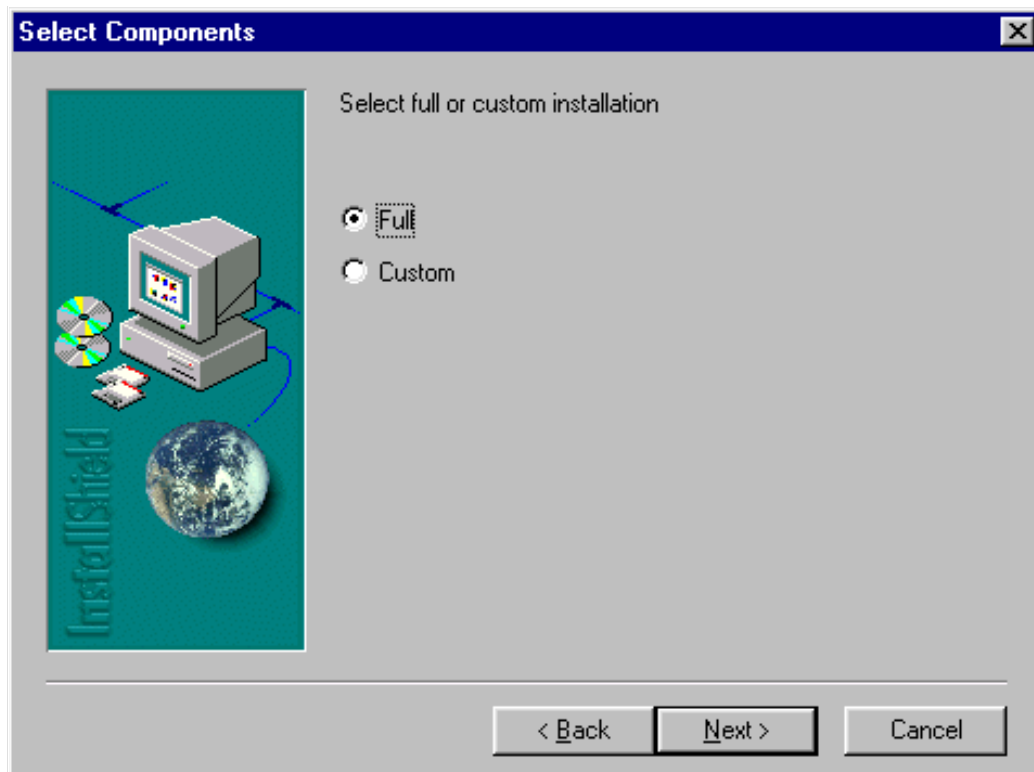 Select Components
Select full or custom installation
Full
Custom
InstallShield
< Back
Next >
Cancel